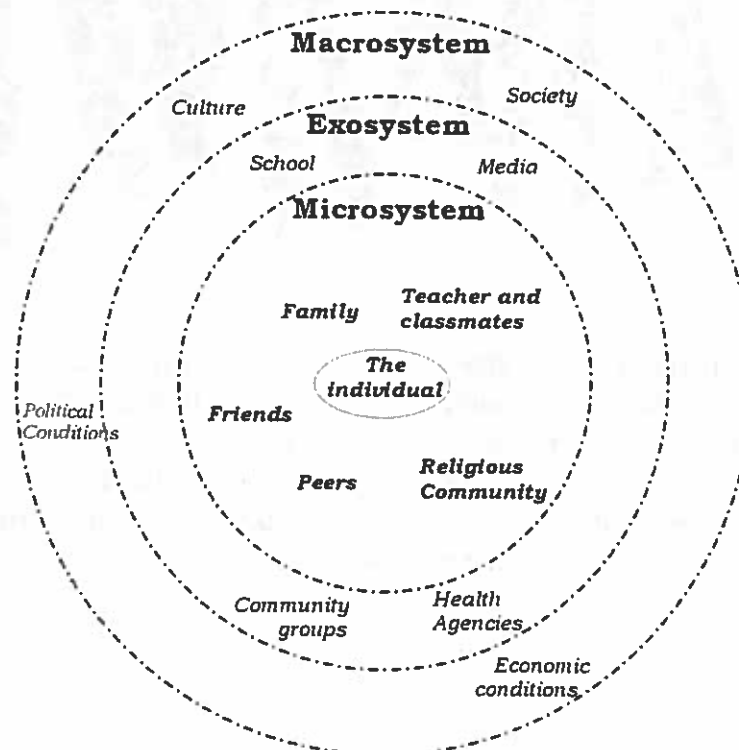 Macrosystem
Culture
Society
Exosystem
School
Media
Microsystem
Family
Teacher and
classmates
The
individual
Political
Conditions
Friends
Peers
Religious
Community
Community
groups
Health
Agencies
Economic
conditions